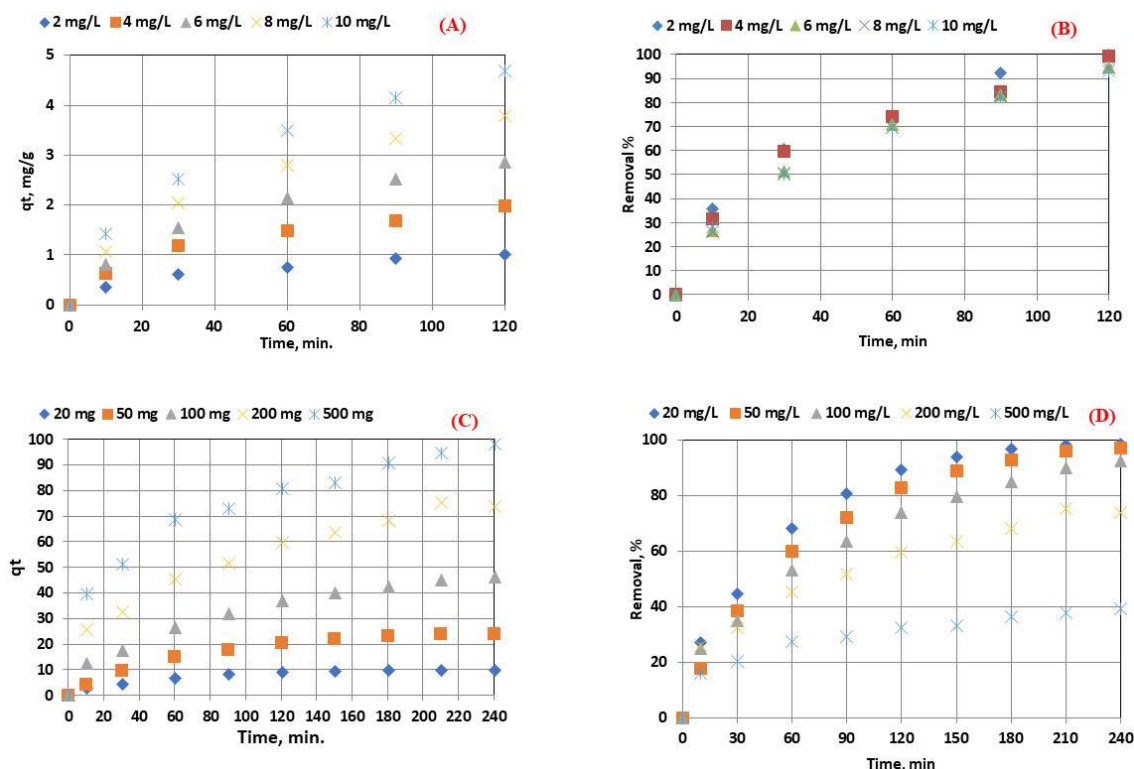 2 mg/L 4 mg/L 6 mg/L 8 mg/L 10 mg/L
(A)
5
4
3
2
1
0
qt, mg/g
0 20 40 60 80 100 120
Time, min.
2 mg/L 4 mg/L 6 mg/L 8 mg/L 10 mg/L
(B)
100
90
80
70
60
50
40
30
20
10
0
Removal %
0 20 40 60 80 100 120
Time, min
20 mg 50 mg 100 mg 200 mg 500 mg
(C)
100
90
80
70
60
50
40
30
20
10
0
qt
0 20 40 60 80 100 120 140 160 180 200 220 240
Time, min.
20 mg/L 50 mg/L 100 mg/L 200 mg/L 500 mg/L
(D)
100
80
60
40
20
0
Removal, %
0 30 60 90 120 150 180 210 240
Time, min